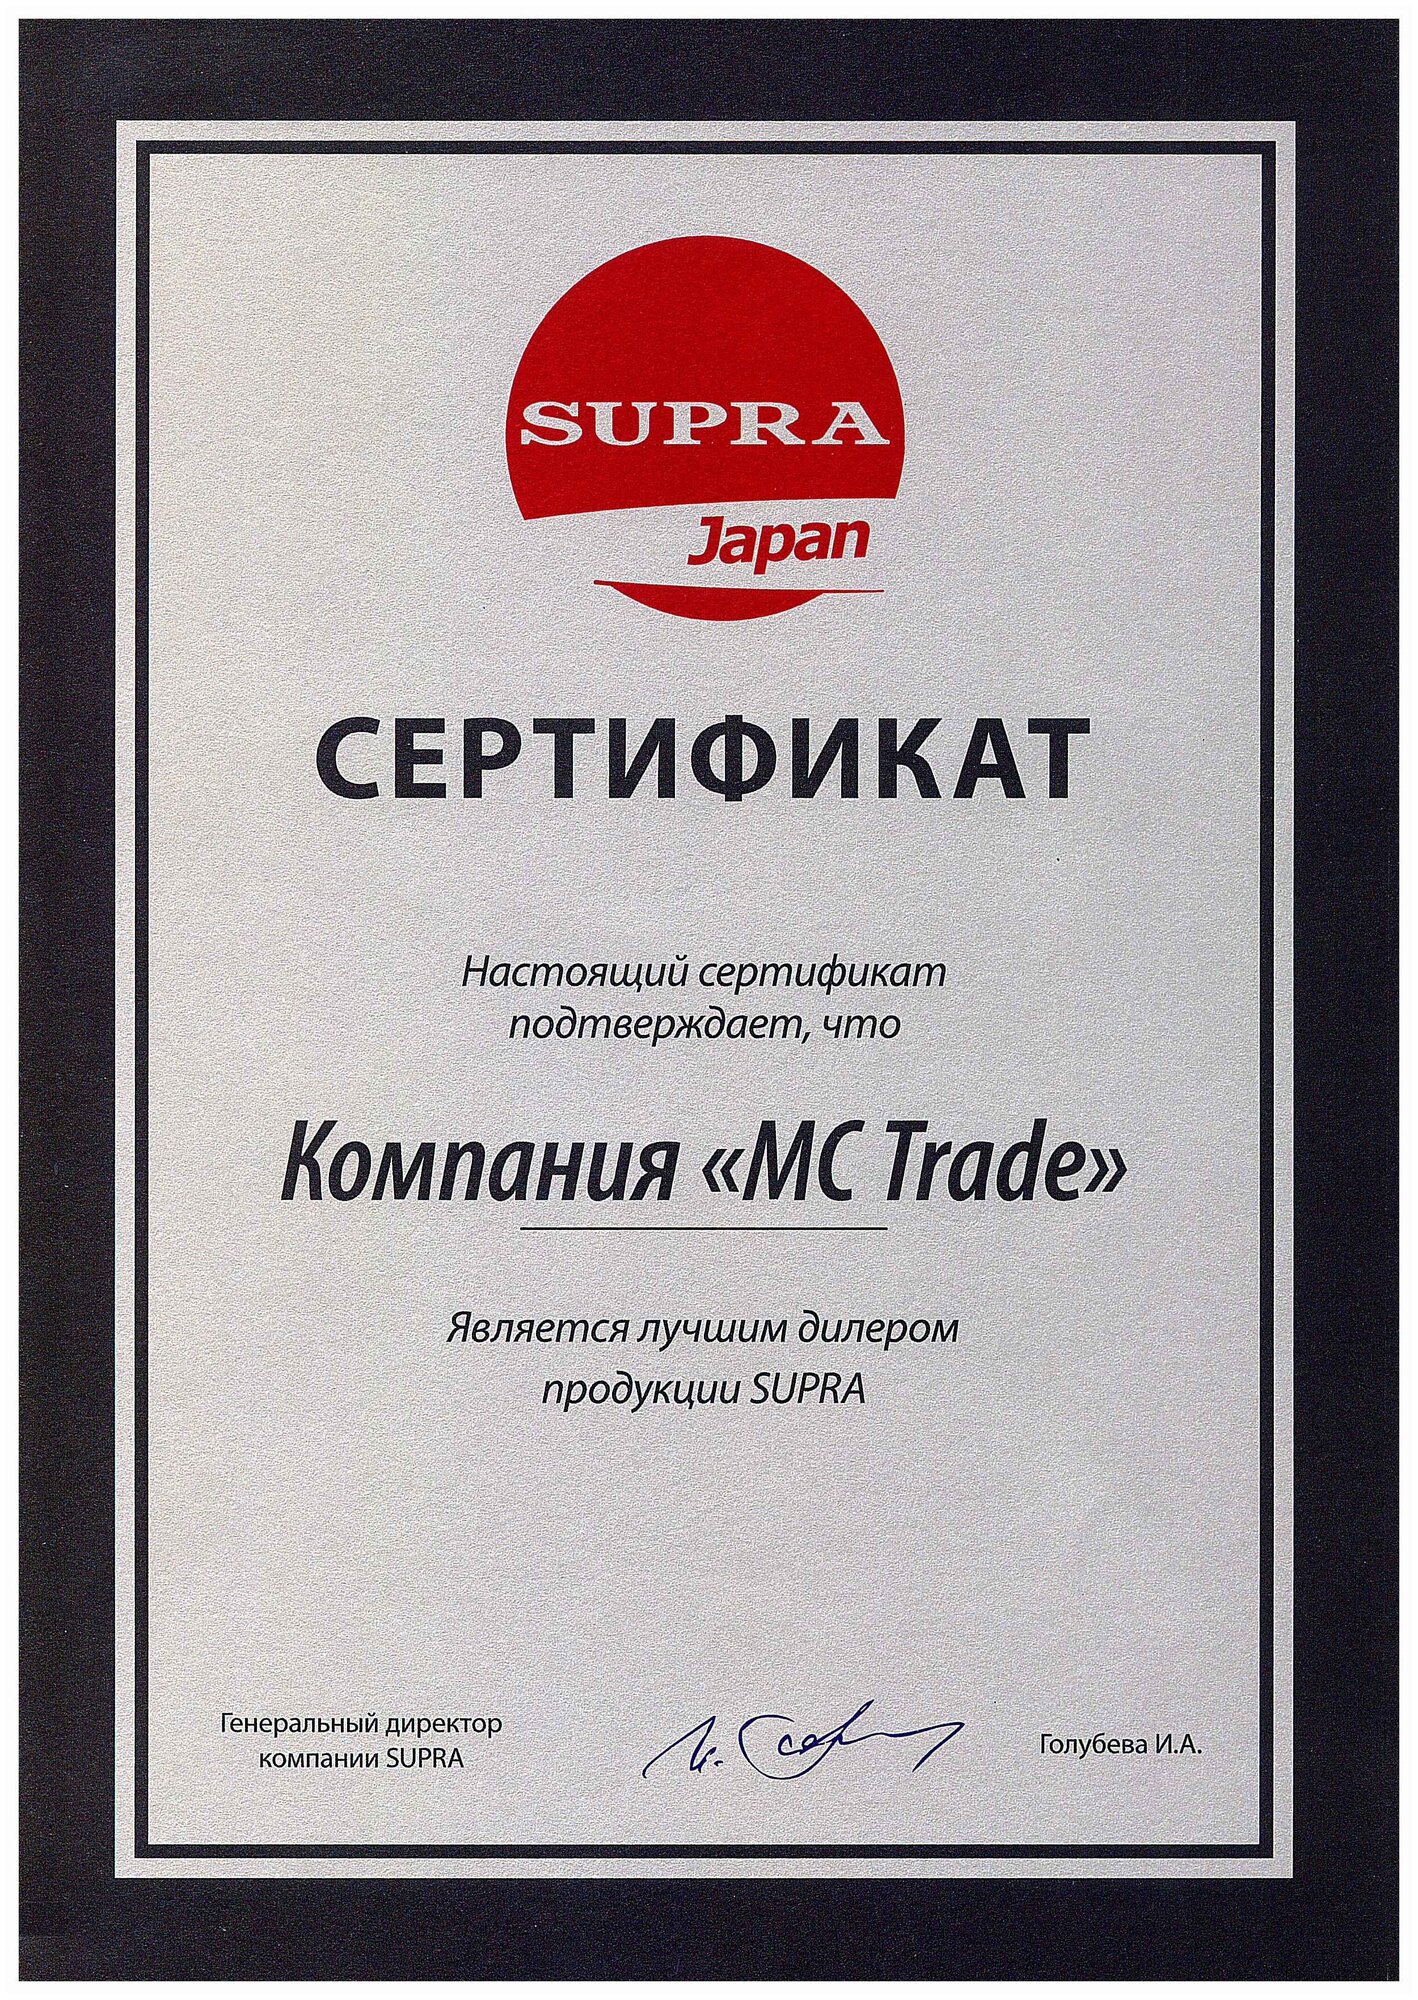 SUPRA
Japan
СЕРТИФИКАТ
Настоящий сертификат
подтверждает, что
Компания «MC Trade»
Является лучшим дилером
продукции SUPRA
Генеральный директор
компании SUPRA
Голубева И.А.